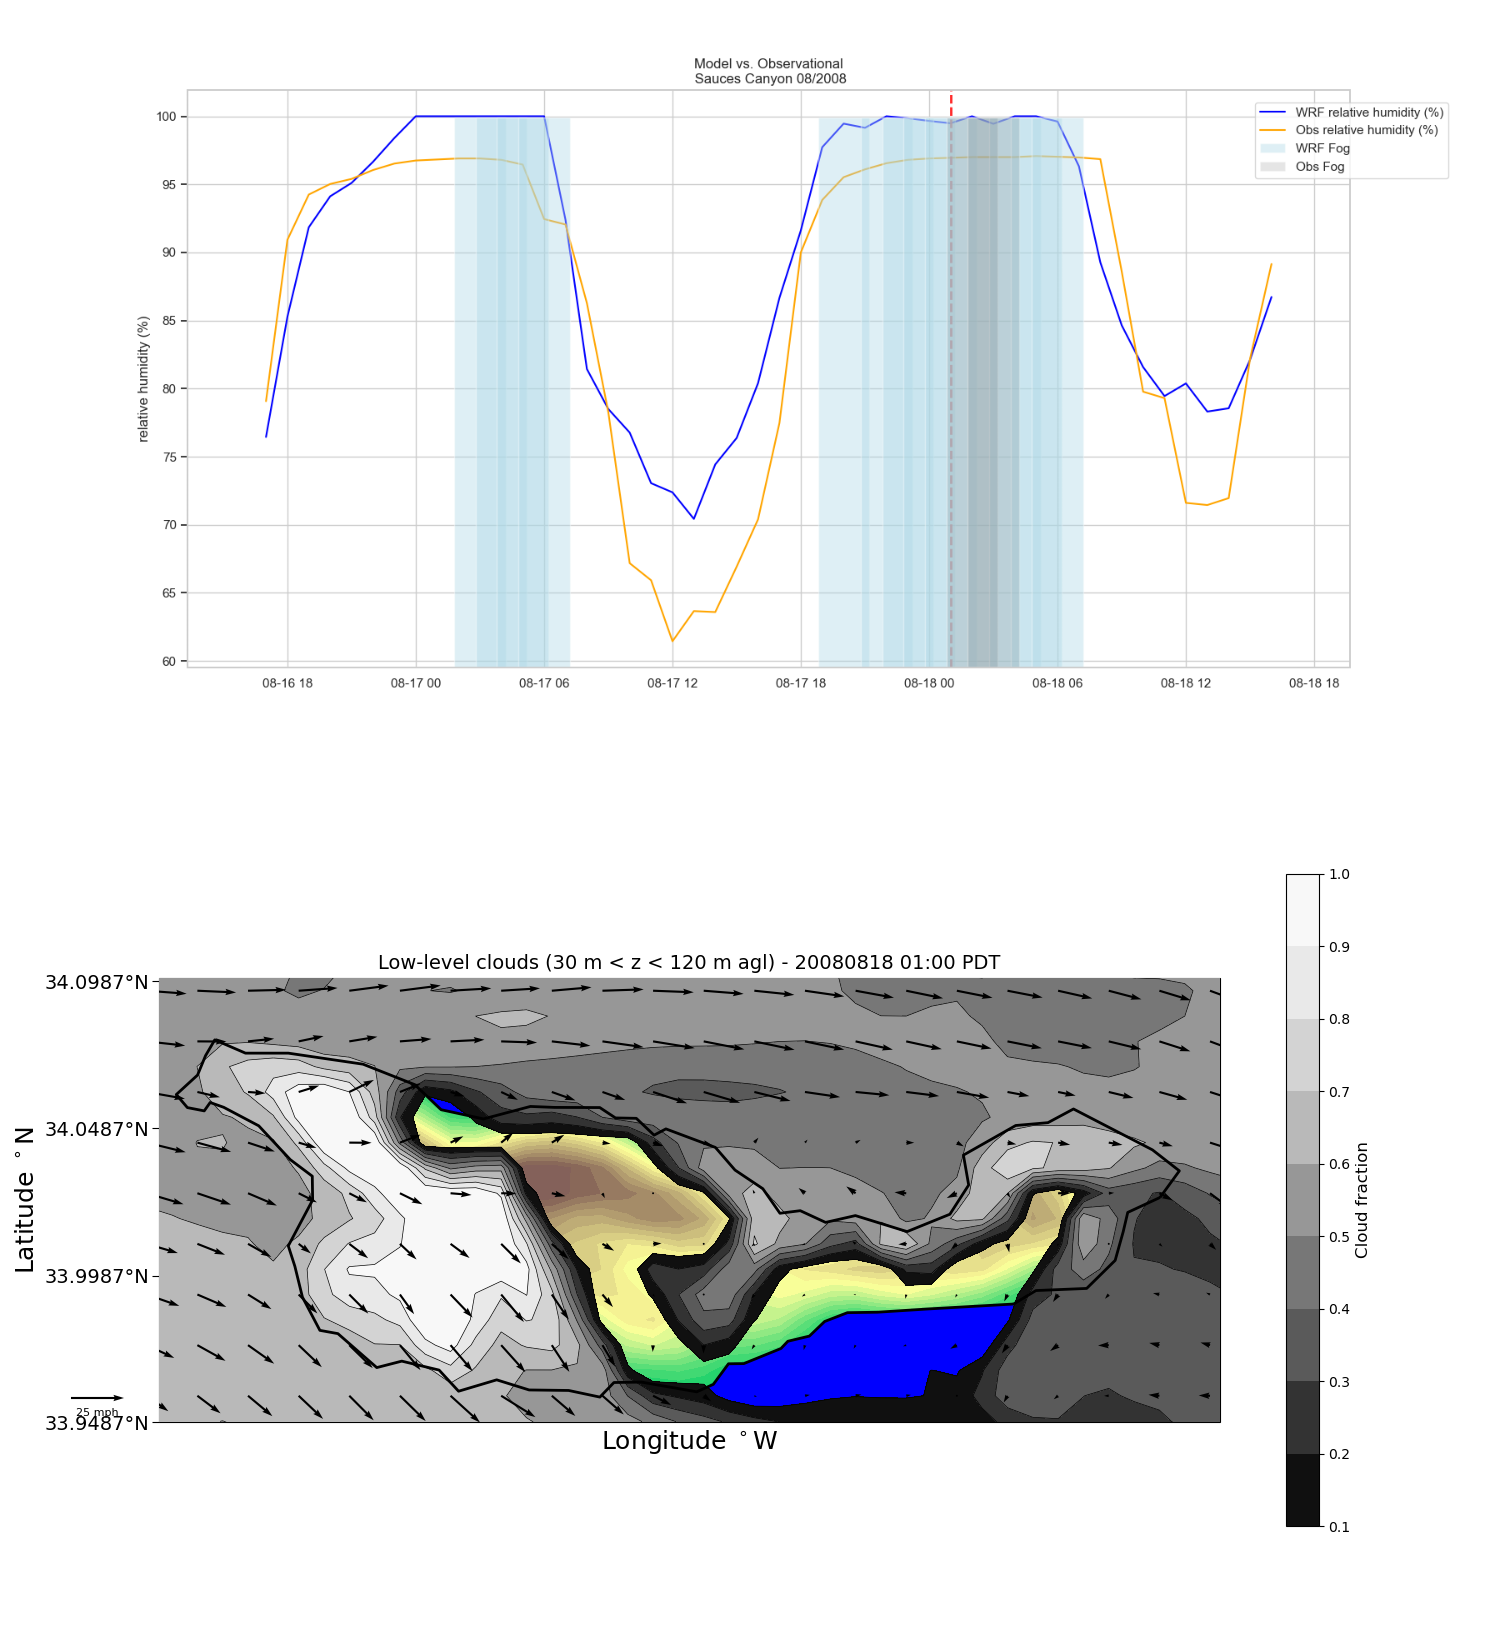 Model vs. Observational
Sauces Canyon 08/2008
100
95
90
85
80
75
70
65
60
relative humidity (%)
WRF relative humidity (%)
Obs relative humidity (%)
WRF Fog
Obs Fog
08-16 18
08-17 00
08-17 06
08-17 12
08-17 18
08-18 00
08-18 06
08-18 12
08-18 18
Low-level clouds (30 m < z < 120 m agl) - 20080818 01:00 PDT
34.0987°N
34.0487°N
33.9987°N
33.9487°N
Latitude °N
25 mph
Longitude °W
1.0
0.9
0.8
0.7
0.6
0.5
0.4
0.3
0.2
0.1
Cloud fraction